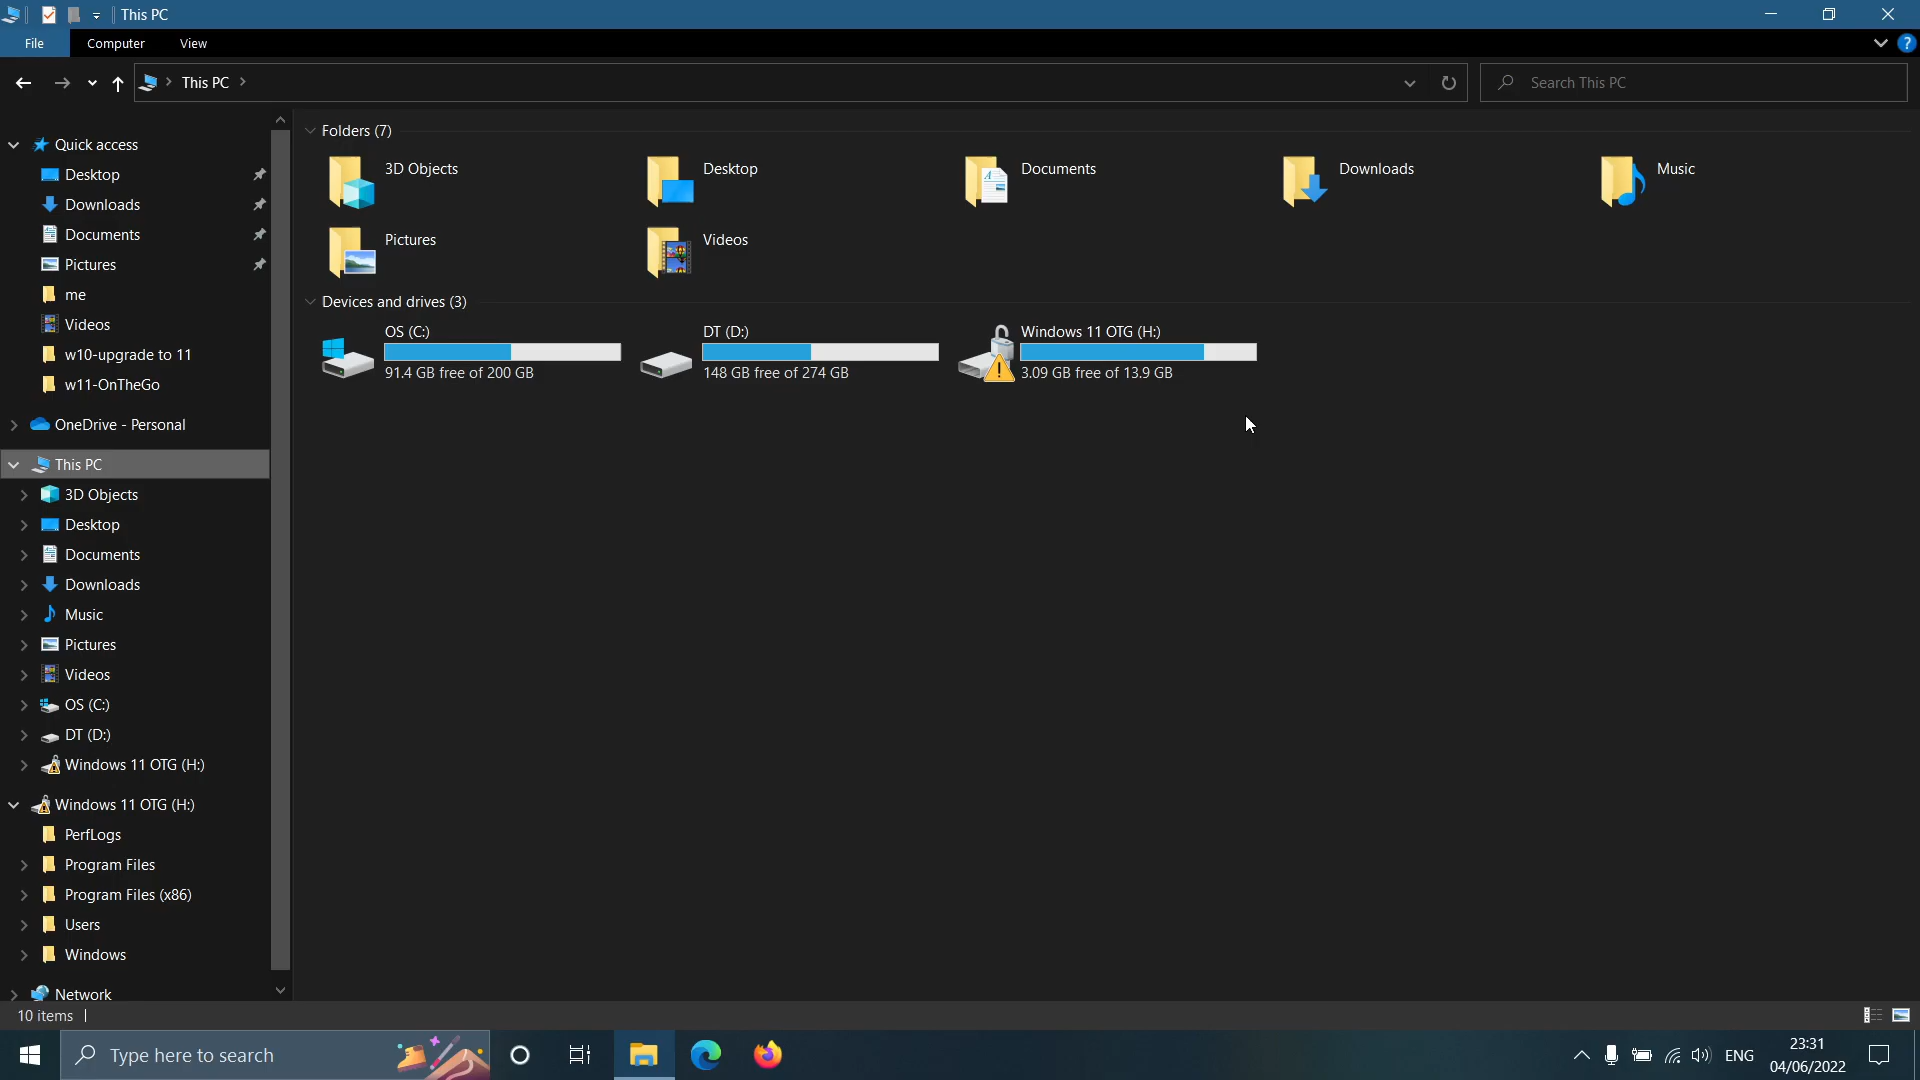 This PC
File Computer View
This PC
Search This PC
Quick access
Desktop
Downloads
Documents
Pictures
me
Videos
w10-upgrade to 11
w11-OnTheGo
OneDrive - Personal
This PC
3D Objects
Desktop
Documents
Downloads
Music
Pictures
Videos
OS (C:)
DT (D:)
Windows 11 OTG (H:)
Windows 11 OTG (H:)
PerfLogs
Program Files
Program Files (x86)
Users
Windows
Network
Folders (7)
3D Objects Desktop Documents Downloads Music
Pictures Videos
Devices and drives (3)
OS (C:)
91.4 GB free of 200 GB
DT (D:)
148 GB free of 274 GB
Windows 11 OTG (H:)
3.09 GB free of 13.9 GB
10 items
Type here to search
ENG
23:31
04/06/2022